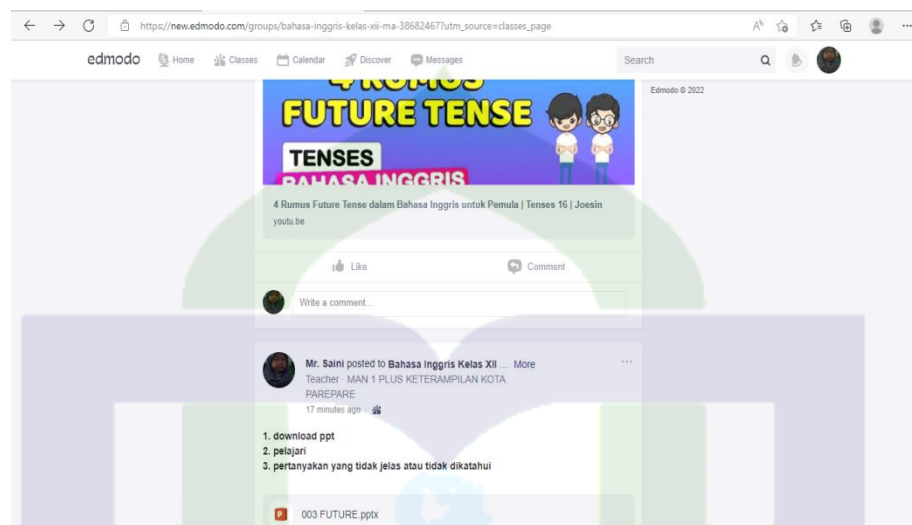 https://new.edmodo.com/groups/bahasa-inggris-kelas-xii-ma-38682467?utm_source=classes_page
edmodo Home Classes Calendar Discover Messages Search
4 RUMUS
FUTURE TENSE
TENSES
BAHASA INGGRIS
Edmodo © 2022
4 Rumus Future Tense dalam Bahasa Inggris untuk Pemula | Tenses 16 | Joesin
youtu.be
Like Comment
Write a comment...
Mr. Saini posted to Bahasa Inggris Kelas XII ... More
Teacher · MAN 1 PLUS KETERAMPILAN KOTA
PAREPARE
17 minutes ago ·
1. download ppt
2. pelajari
3. pertanyakan yang tidak jelas atau tidak dikatahui
003 FUTURE.pptx